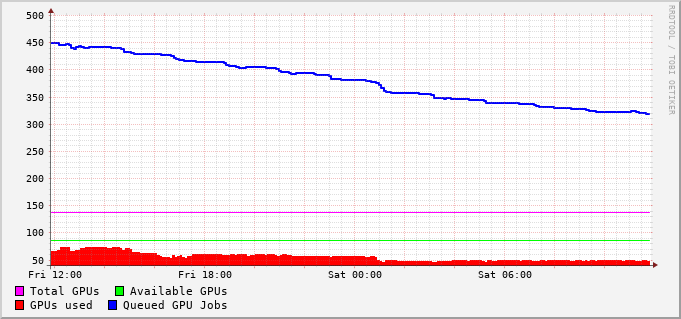 500
450
400
350
300
250
200
150
100
50
Fri 12:00 Fri 18:00 Sat 00:00 Sat 06:00
Total GPUs Available GPUs
GPUs used Queued GPU Jobs
RRDTOOL / TOBI OETIKER